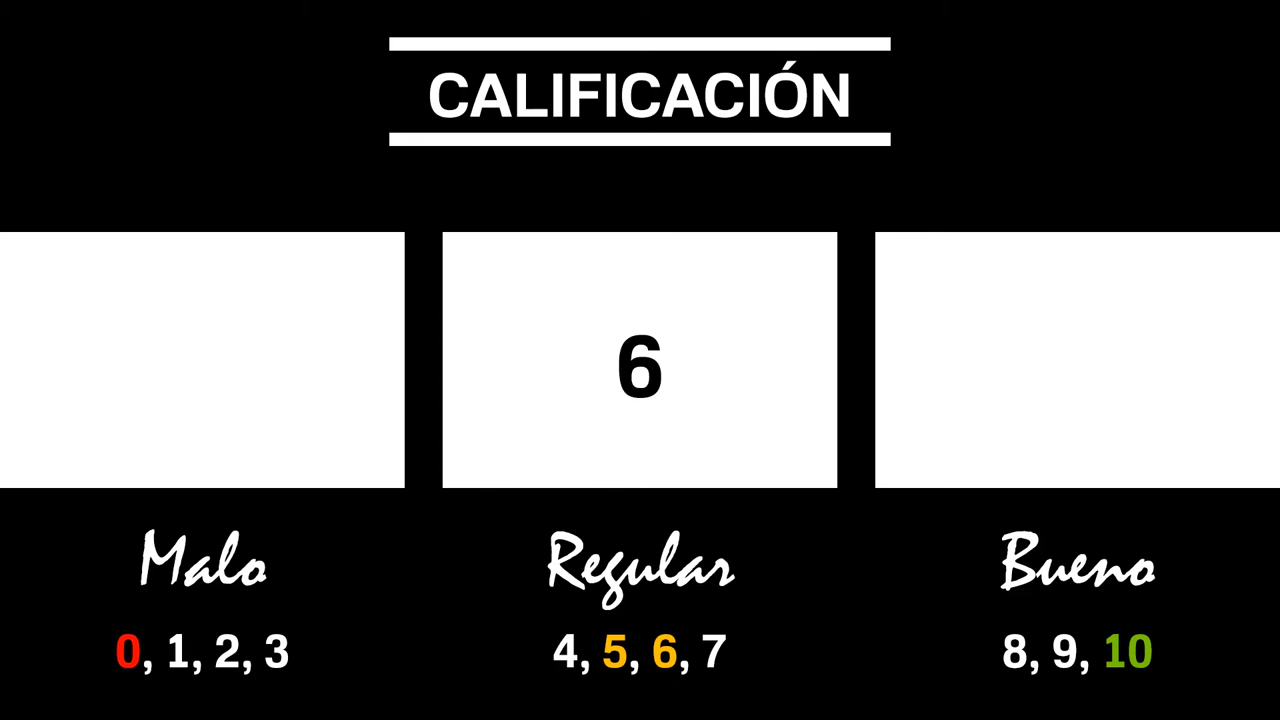 CALIFICACIÓN
6
Malo
Regular
Bueno
0, 1, 2, 3
4, 5, 6, 7
8, 9, 10